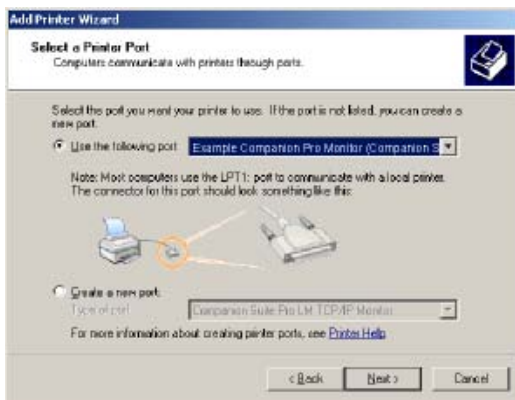 Add Printer Wizard
Select a Printer Port
Computers communicate with printers through ports.
Select the port you want your printer to use. If the port is not listed, you can create a
new port.
Use the following port
Example Companion Pro Monitor (Companion S
Note: Most computers use the LPT1: port to communicate with a local printer.
The connector for this port should look something like this:
Create a new port:
Type of port
Companion Suite Pro LM TCP/IP Monitor
For more information about creating printer ports, see Printer Help.
< Back
Next >
Cancel